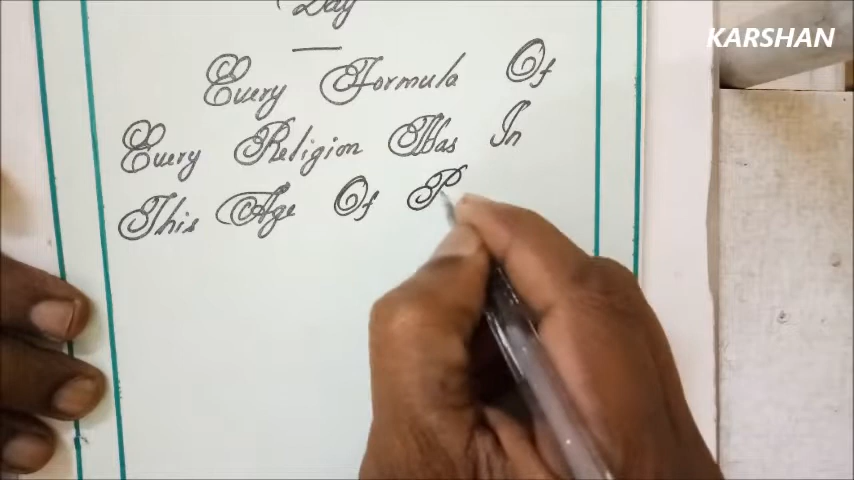 KARSHAN
Day
Every Formula Of
Every Religion Has In
This Age Of R